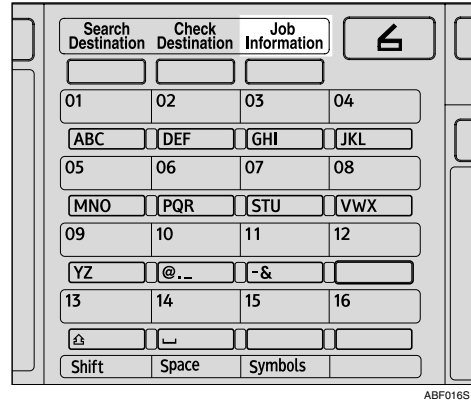 Search Destination
Check Destination
Job Information
01 02 03 04
ABC DEF GHI JKL
05 06 07 08
MNO PQR STU VWX
09 10 11 12
YZ @._ -&
13 14 15 16
Shift Space Symbols
ABF016S